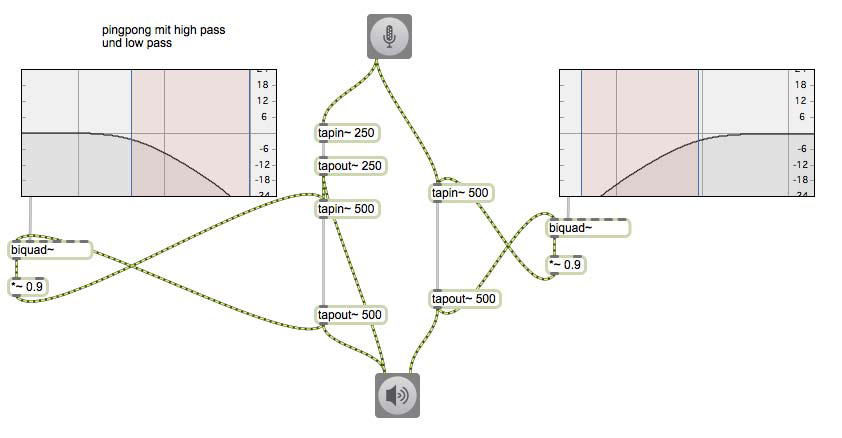 pingpong mit high pass
und low pass
18
12
6
-6
-12
-18
18
12
6
-6
-12
-18
tapin~ 250
tapout~ 250
tapin~ 500
tapin~ 500
biquad~
biquad~
*~ 0.9
*~ 0.9
tapout~ 500
tapout~ 500